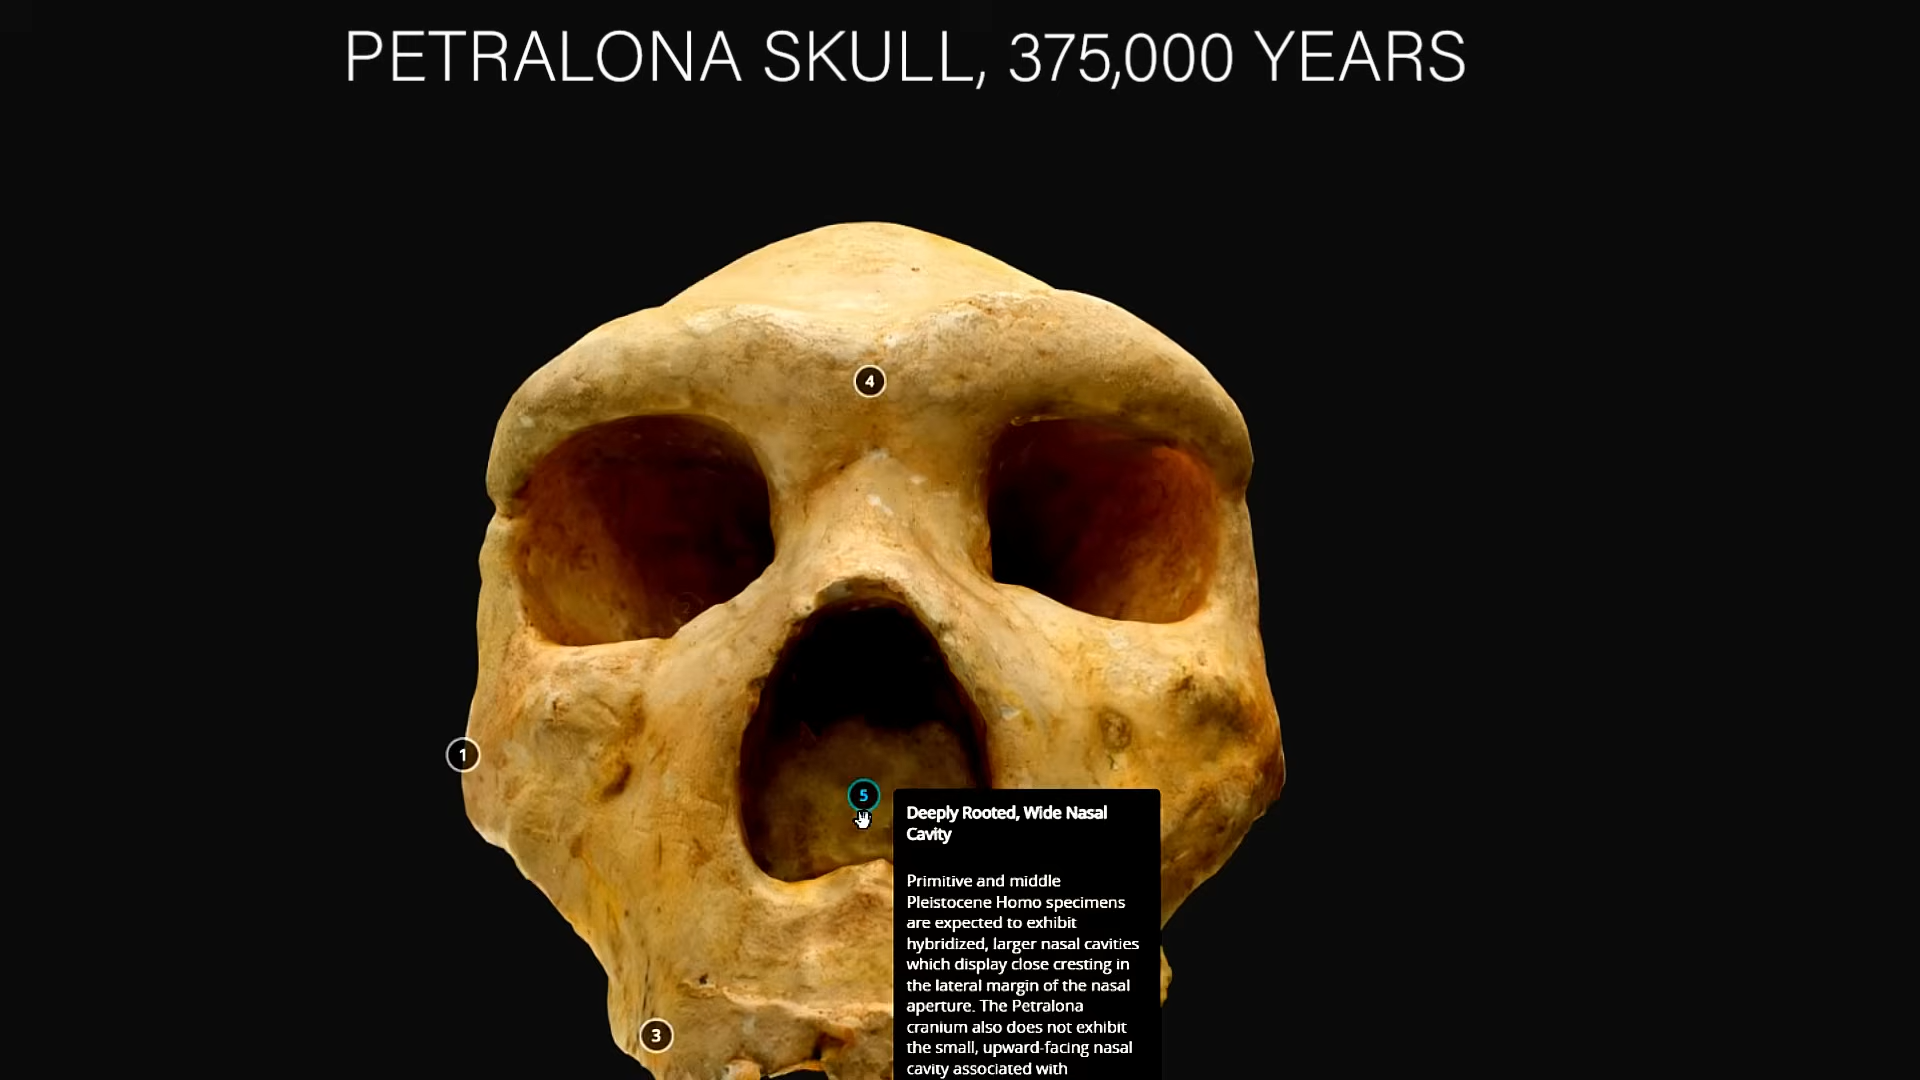 PETRALONA SKULL, 375,000 YEARS
4
2
1
5
Deeply Rooted, Wide Nasal
Cavity
Primitive and middle
Pleistocene Homo specimens
are expected to exhibit
hybridized, larger nasal cavities
which display close cresting in
the lateral margin of the nasal
aperture. The Petralona
cranium also does not exhibit
the small, upward-facing nasal
cavity associated with
3